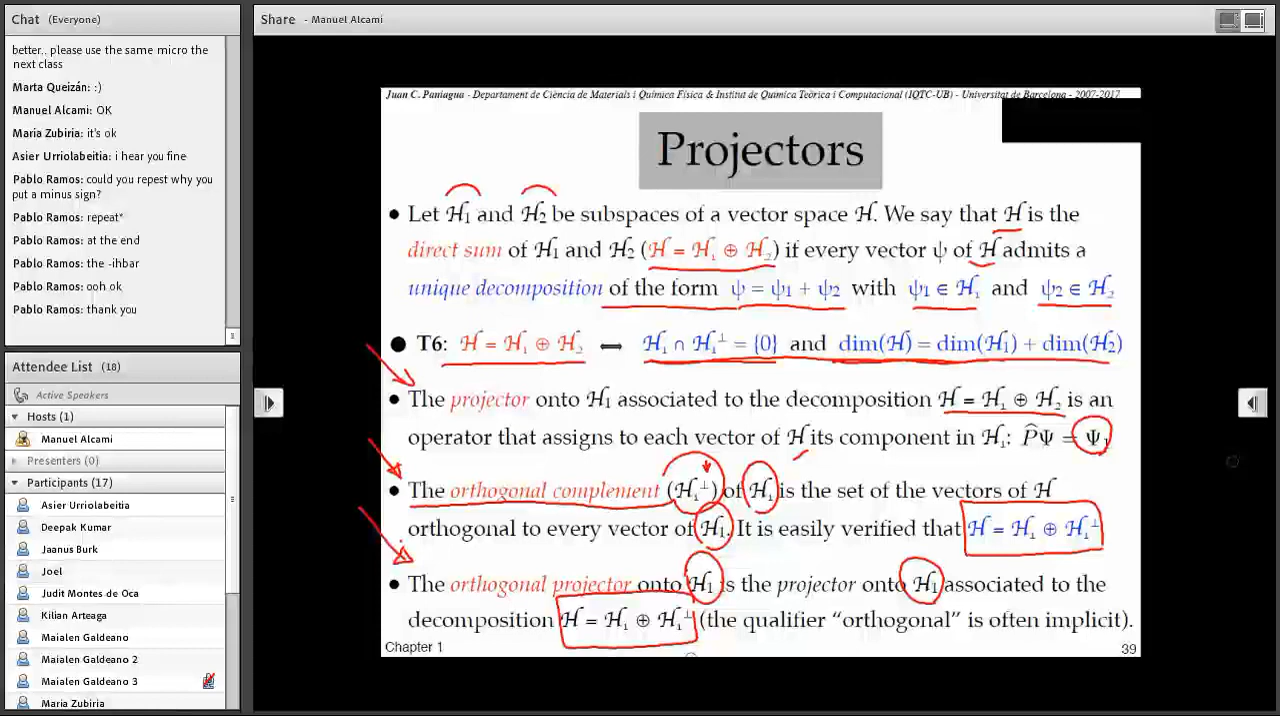 Chat (Everyone)
better.. please use the same micro the
next class
Marta Queizán: :)
Manuel Alcami: OK
Maria Zubiria: it's ok
Asier Urriolabeitia: i hear you fine
Pablo Ramos: could you repest why you
put a minus sign?
Pablo Ramos: repeat*
Pablo Ramos: at the end
Pablo Ramos: the -ihbar
Pablo Ramos: ooh ok
Pablo Ramos: thank you
Attendee List (18)
Active Speakers
Hosts (1)
Manuel Alcami
Presenters (0)
Participants (17)
Asier Urriolabeitia
Deepak Kumar
Jaanus Burk
Joel
Judit Montes de Oca
Kilian Arteaga
Maialen Galdeano
Maialen Galdeano 2
Maialen Galdeano 3
Maria Zubiria
Share - Manuel Alcami
Juan C. Paniagua - Departament de Ciència de Materials i Química Física & Institut de Química Teòrica i Computacional (IQTC-UB) - Universitat de Barcelona - 2007-2017
Projectors
• Let ℋ₁ and ℋ₂ be subspaces of a vector space ℋ. We say that ℋ is the
direct sum of ℋ₁ and ℋ₂ (ℋ = ℋ₁ ⊕ ℋ₂) if every vector ψ of ℋ admits a
unique decomposition of the form ψ = ψ₁ + ψ₂ with ψ₁ ∈ ℋ₁ and ψ₂ ∈ ℋ₂
• T6: ℋ = ℋ₁ ⊕ ℋ₂ ⇔ ℋ₁ ∩ ℋ₁⊥ = {0} and dim(ℋ) = dim(ℋ₁) + dim(ℋ₂)
• The projector onto ℋ₁ associated to the decomposition ℋ = ℋ₁ ⊕ ℋ₂ is an
operator that assigns to each vector of ℋ its component in ℋ₁: P̂Ψ = Ψ₁
• The orthogonal complement (ℋ₁⊥) of ℋ₁ is the set of the vectors of ℋ
orthogonal to every vector of ℋ₁. It is easily verified that ℋ = ℋ₁ ⊕ ℋ₁⊥
• The orthogonal projector onto ℋ₁ is the projector onto ℋ₁ associated to the
decomposition ℋ = ℋ₁ ⊕ ℋ₁⊥ (the qualifier “orthogonal” is often implicit).
Chapter 1
39